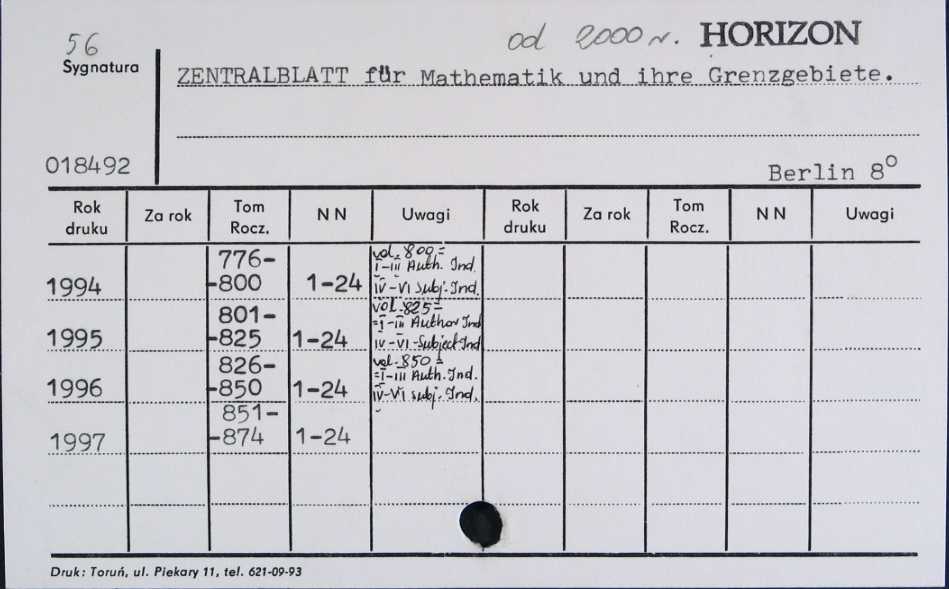 56 od 2000 r. HORIZON
Sygnatura
ZENTRALBLATT für Mathematik und ihre Grenzgebiete.
018492
Berlin 8°
Rok druku Za rok Tom Rocz. N N Uwagi Rok druku Za rok Tom Rocz. N N Uwagi
1994 776-
-800 1-24 vol. 800 =
I-III Auth. Ind.
IV-VI Subj. Ind.
1995 801-
-825 1-24 vol. 825 =
=I-III Author Ind
IV-VI-Subject Ind
1996 826-
-850 1-24 vol. 850 =
=I-III Auth. Ind.
IV-VI subj. Ind.
1997 851-
-874 1-24
Druk: Toruń, ul. Piekary 11, tel. 621-09-93